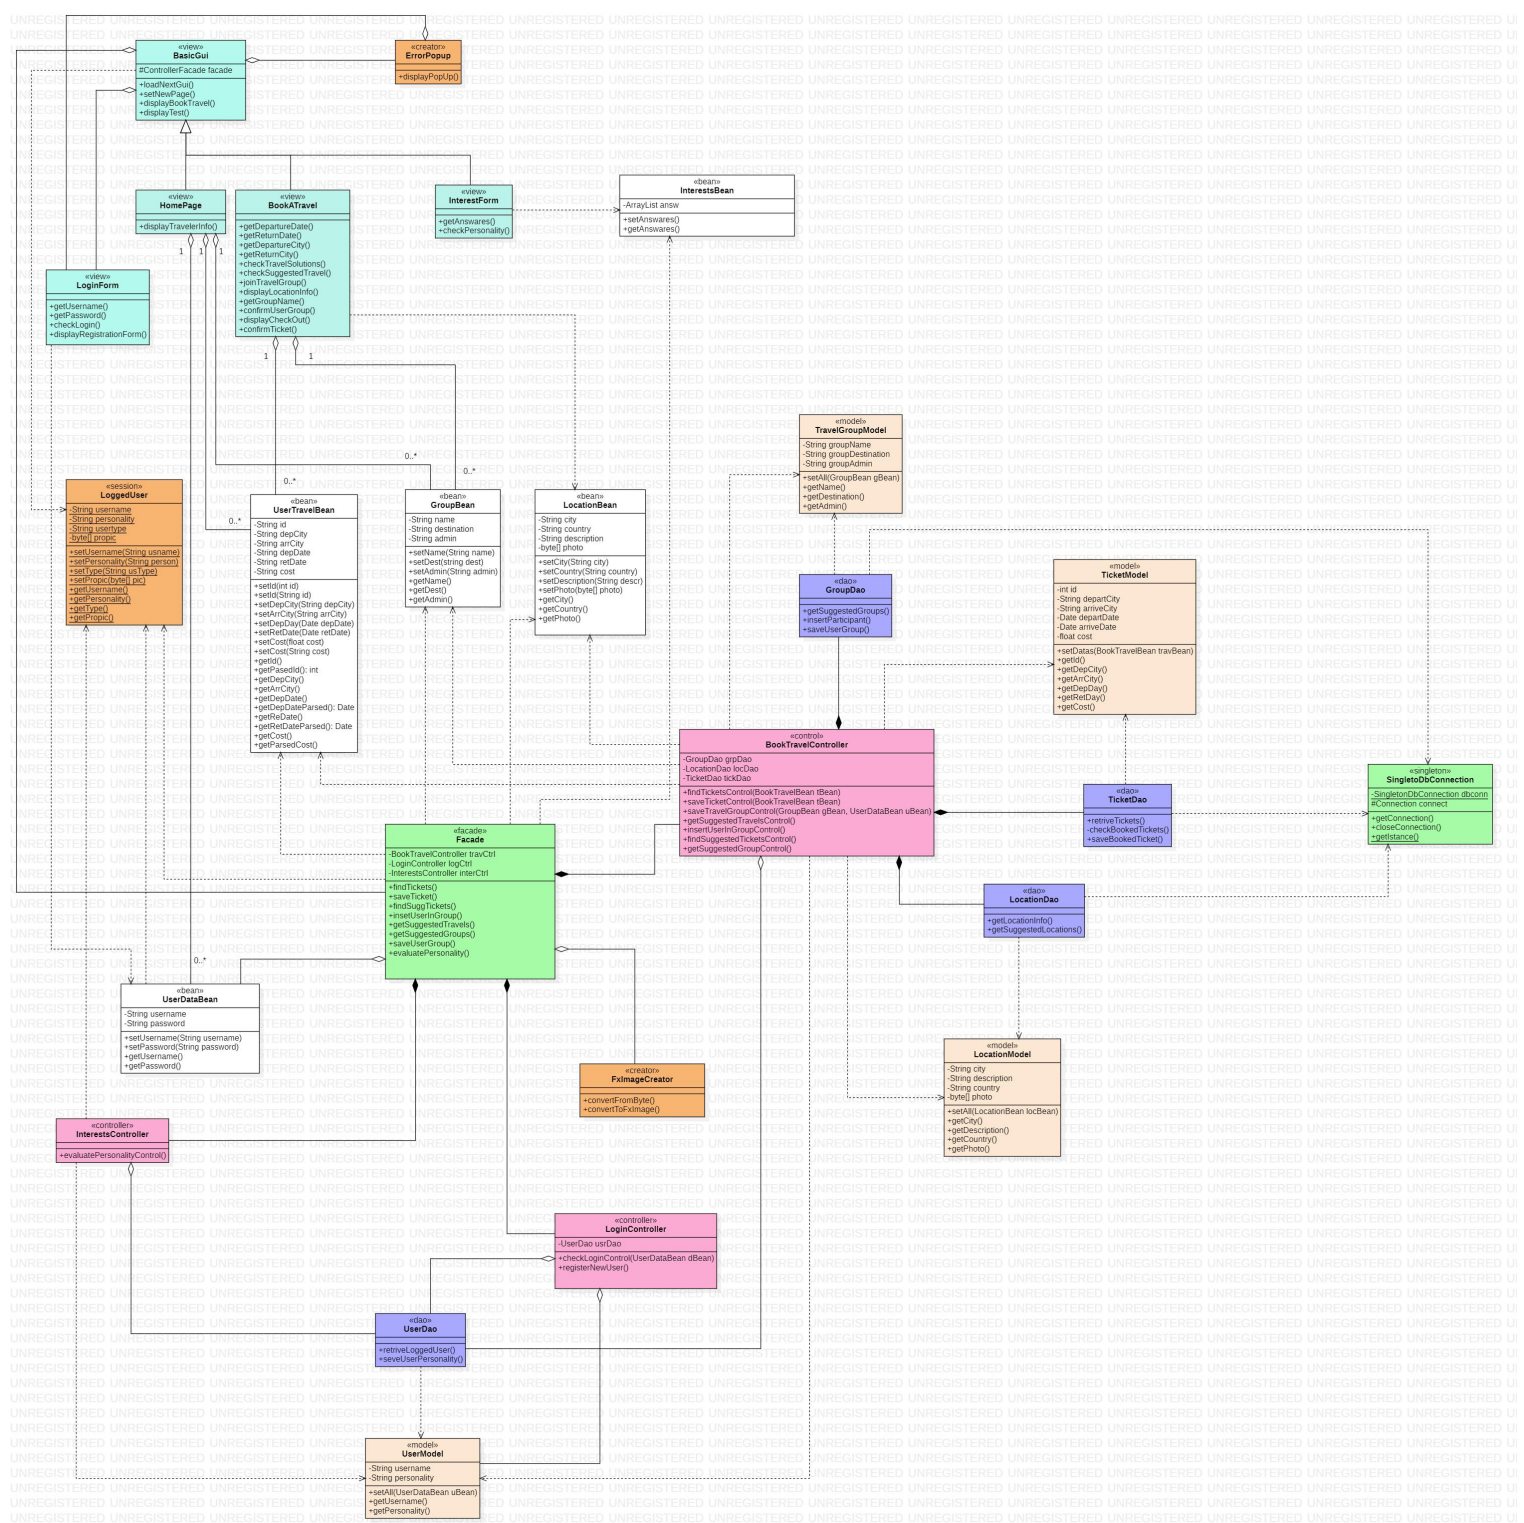 «view»
BasicGui
#ControllerFacade facade
+loadNextGui()
+setNewPage()
+displayBookTravel()
+displayTest()
«creator»
ErrorPopup
+displayPopUp()
«view»
HomePage
+displayTravelerInfo()
1
1
1
«view»
BookATravel
+getDepartureDate()
+getReturnDate()
+getDepartureCity()
+getReturnCity()
+checkTravelSolutions()
+checkSuggestedTravel()
+joinTravelGroup()
+displayLocationInfo()
+getGroupName()
+confirmUserGroup()
+displayCheckOut()
+confirmTicket()
1
1
«view»
InterestForm
+getAnswares()
+checkPersonality()
«bean»
InterestsBean
-ArrayList answ
+setAnswares()
+getAnswares()
«view»
LoginForm
+getUsername()
+getPassword()
+checkLogin()
+displayRegistrationForm()
«model»
TravelGroupModel
-String groupName
-String groupDestination
-String groupAdmin
+setAll(GroupBean gBean)
+getName()
+getDestination()
+getAdmin()
0..*
0..*
0..*
0..*
«session»
LoggedUser
-String username
-String personality
-String usertype
-byte[] propic
+setUsername(String usname)
+setPersonality(String person)
+setType(String usType)
+setPropic(byte[] pic)
+getUsername()
+getPersonality()
+getType()
+getPropic()
«bean»
UserTravelBean
-String id
-String depCity
-String arrCity
-String depDate
-String retDate
-String cost
+setId(int id)
+setId(String id)
+setDepCity(String depCity)
+setArrCity(String arrCity)
+setDepDay(Date depDate)
+setRetDate(Date retDate)
+setCost(float cost)
+setCost(String cost)
+getId()
+getPasedId(): int
+getDepCity()
+getArrCity()
+getDepDate()
+getDepDateParsed(): Date
+getReDate()
+getRetDateParsed(): Date
+getCost()
+getParsedCost()
«bean»
GroupBean
-String name
-String destination
-String admin
+setName(String name)
+setDest(string dest)
+setAdmin(String admin)
+getName()
+getDest()
+getAdmin()
«bean»
LocationBean
-String city
-String country
-String description
-byte[] photo
+setCity(String city)
+setCountry(String country)
+setDescription(String descr)
+setPhoto(byte[] photo)
+getCity()
+getCountry()
+getPhoto()
«dao»
GroupDao
+getSuggestedGroups()
+insertParticipant()
+saveUserGroup()
«model»
TicketModel
-int id
-String departCity
-String arriveCity
-Date departDate
-Date arriveDate
-float cost
+setDatas(BookTravelBean travBean)
+getId()
+getDepCity()
+getArrCity()
+getDepDay()
+getRetDay()
+getCost()
«control»
BookTravelController
-GroupDao grpDao
-LocationDao locDao
-TicketDao tickDao
+findTicketsControl(BookTravelBean tBean)
+saveTicketControl(BookTravelBean tBean)
+saveTravelGroupControl(GroupBean gBean, UserDataBean uBean)
+getSuggestedTravelsControl()
+insertUserInGroupControl()
+findSuggestedTicketsControl()
+getSuggestedGroupControl()
«dao»
TicketDao
+retriveTickets()
-checkBookedTickets()
+saveBookedTicket()
«singleton»
SingletoDbConnection
-SingletonDbConnection dbconn
#Connection connect
+getConnection()
+closeConnection()
+getIstance()
«facade»
Facade
-BookTravelController travCtrl
-LoginController logCtrl
-InterestsController interCtrl
+findTickets()
+saveTicket()
+findSuggTickets()
+insetUserInGroup()
+getSuggestedTravels()
+getSuggestedGroups()
+saveUserGroup()
+evaluatePersonality()
«dao»
LocationDao
+getLocationInfo()
+getSuggestedLocations()
0..*
«bean»
UserDataBean
-String username
-String password
+setUsername(String username)
+setPassword(String password)
+getUsername()
+getPassword()
«creator»
FxImageCreator
+convertFromByte()
+convertToFxImage()
«model»
LocationModel
-String city
-String description
-String country
-byte[] photo
+setAll(LocationBean locBean)
+getCity()
+getDescription()
+getCountry()
+getPhoto()
«controller»
InterestsController
+evaluatePersonalityControl()
«controller»
LoginController
-UserDao usrDao
+checkLoginControl(UserDataBean dBean)
+registerNewUser()
«dao»
UserDao
+retriveLoggedUser()
+seveUserPersonality()
«model»
UserModel
-String username
-String personality
+setAll(UserDataBean uBean)
+getUsername()
+getPersonality()